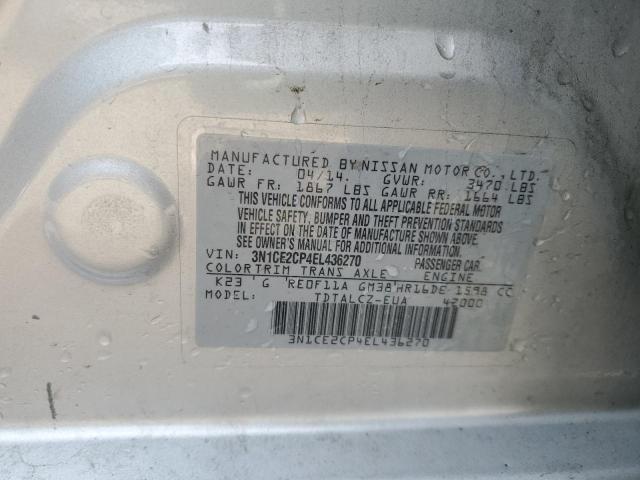 MANUFACTURED BY NISSAN MOTOR CO., LTD.
DATE: 04/14. GVWR: 3470 LBS
GAWR FR: 1867 LBS GAWR RR: 1664 LBS
THIS VEHICLE CONFORMS TO ALL APPLICABLE FEDERAL MOTOR
VEHICLE SAFETY, BUMPER AND THEFT PREVENTION STANDARDS
IN EFFECT ON THE DATE OF MANUFACTURE SHOWN ABOVE.
SEE OWNER'S MANUAL FOR ADDITIONAL INFORMATION.
VIN: 3N1CE2CP4EL436270 PASSENGER CAR
COLOR TRIM TRANS AXLE ENGINE
K23 G RE0F11A GM38 HR16DE 1598 CC
TDTALCZ-EUA 42000
3N1CE2CP4EL436270